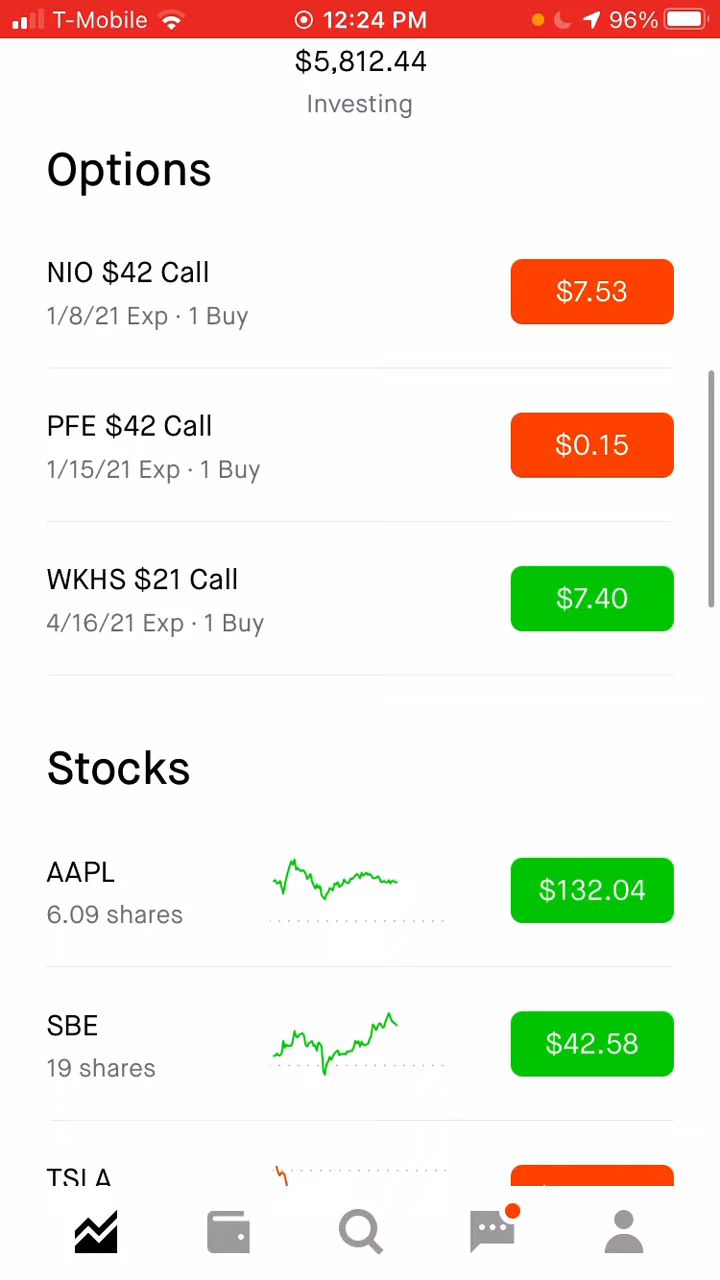 T-Mobile 12:24 PM 96%
$5,812.44
Investing
Options
NIO $42 Call
$7.53
1/8/21 Exp · 1 Buy
PFE $42 Call
$0.15
1/15/21 Exp · 1 Buy
WKHS $21 Call
$7.40
4/16/21 Exp · 1 Buy
Stocks
AAPL
$132.04
6.09 shares
SBE
$42.58
19 shares
TSLA